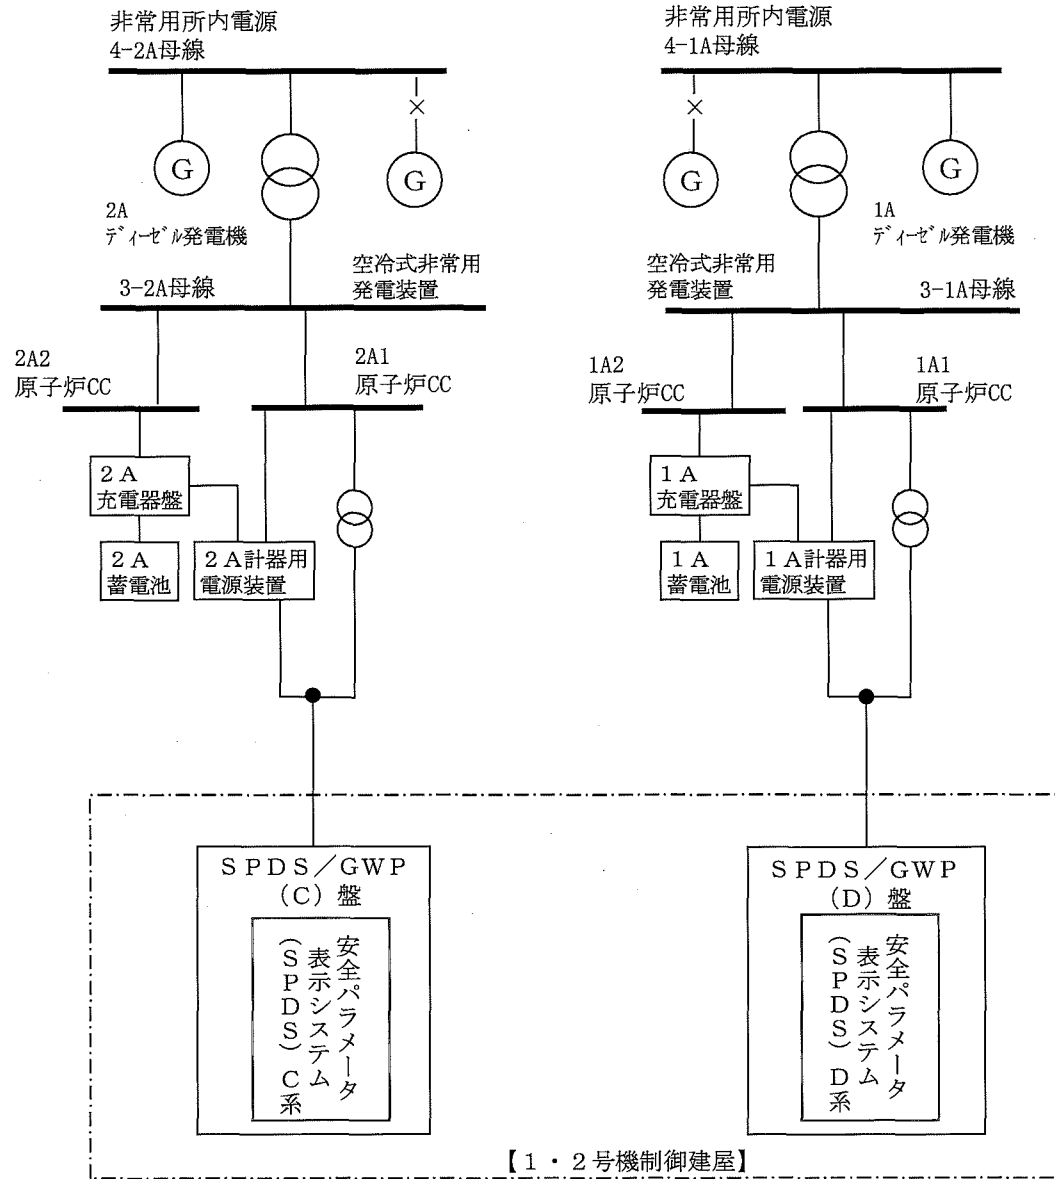 非常用所内電源
4-2A母線
G
×
G
2A
ディーゼル発電機
空冷式非常用
発電装置
3-2A母線
2A2
原子炉CC
2A1
原子炉CC
2A
充電器盤
2A
蓄電池
2A計器用
電源装置
SPDS/GWP
(C)盤
安全パラメータ
表示システム
(SPDS)C系
非常用所内電源
4-1A母線
×
G
G
1A
ディーゼル発電機
空冷式非常用
発電装置
3-1A母線
1A2
原子炉CC
1A1
原子炉CC
1A
充電器盤
1A
蓄電池
1A計器用
電源装置
SPDS/GWP
(D)盤
安全パラメータ
表示システム
(SPDS)D系
【1・2号機制御建屋】